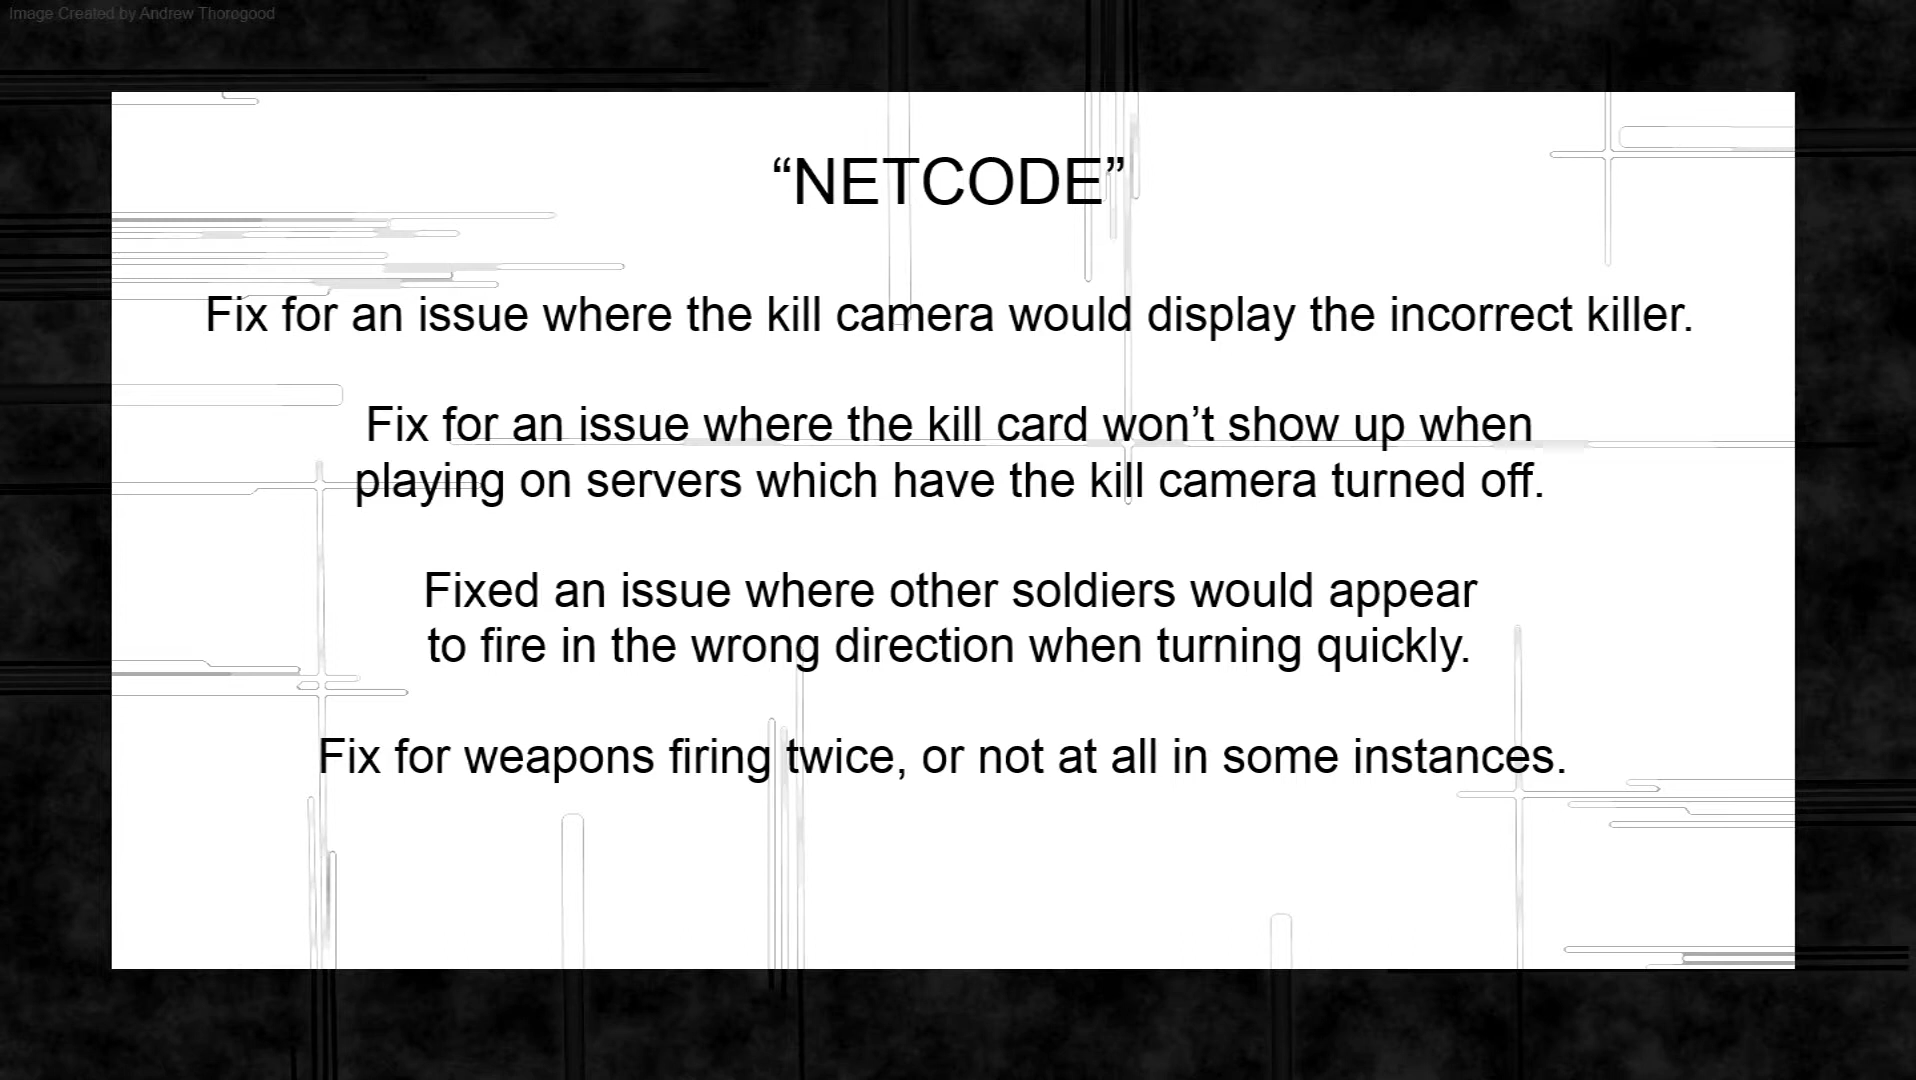 Image Created by Andrew Thorogood
“NETCODE”
Fix for an issue where the kill camera would display the incorrect killer.
Fix for an issue where the kill card won’t show up when
playing on servers which have the kill camera turned off.
Fixed an issue where other soldiers would appear
to fire in the wrong direction when turning quickly.
Fix for weapons firing twice, or not at all in some instances.